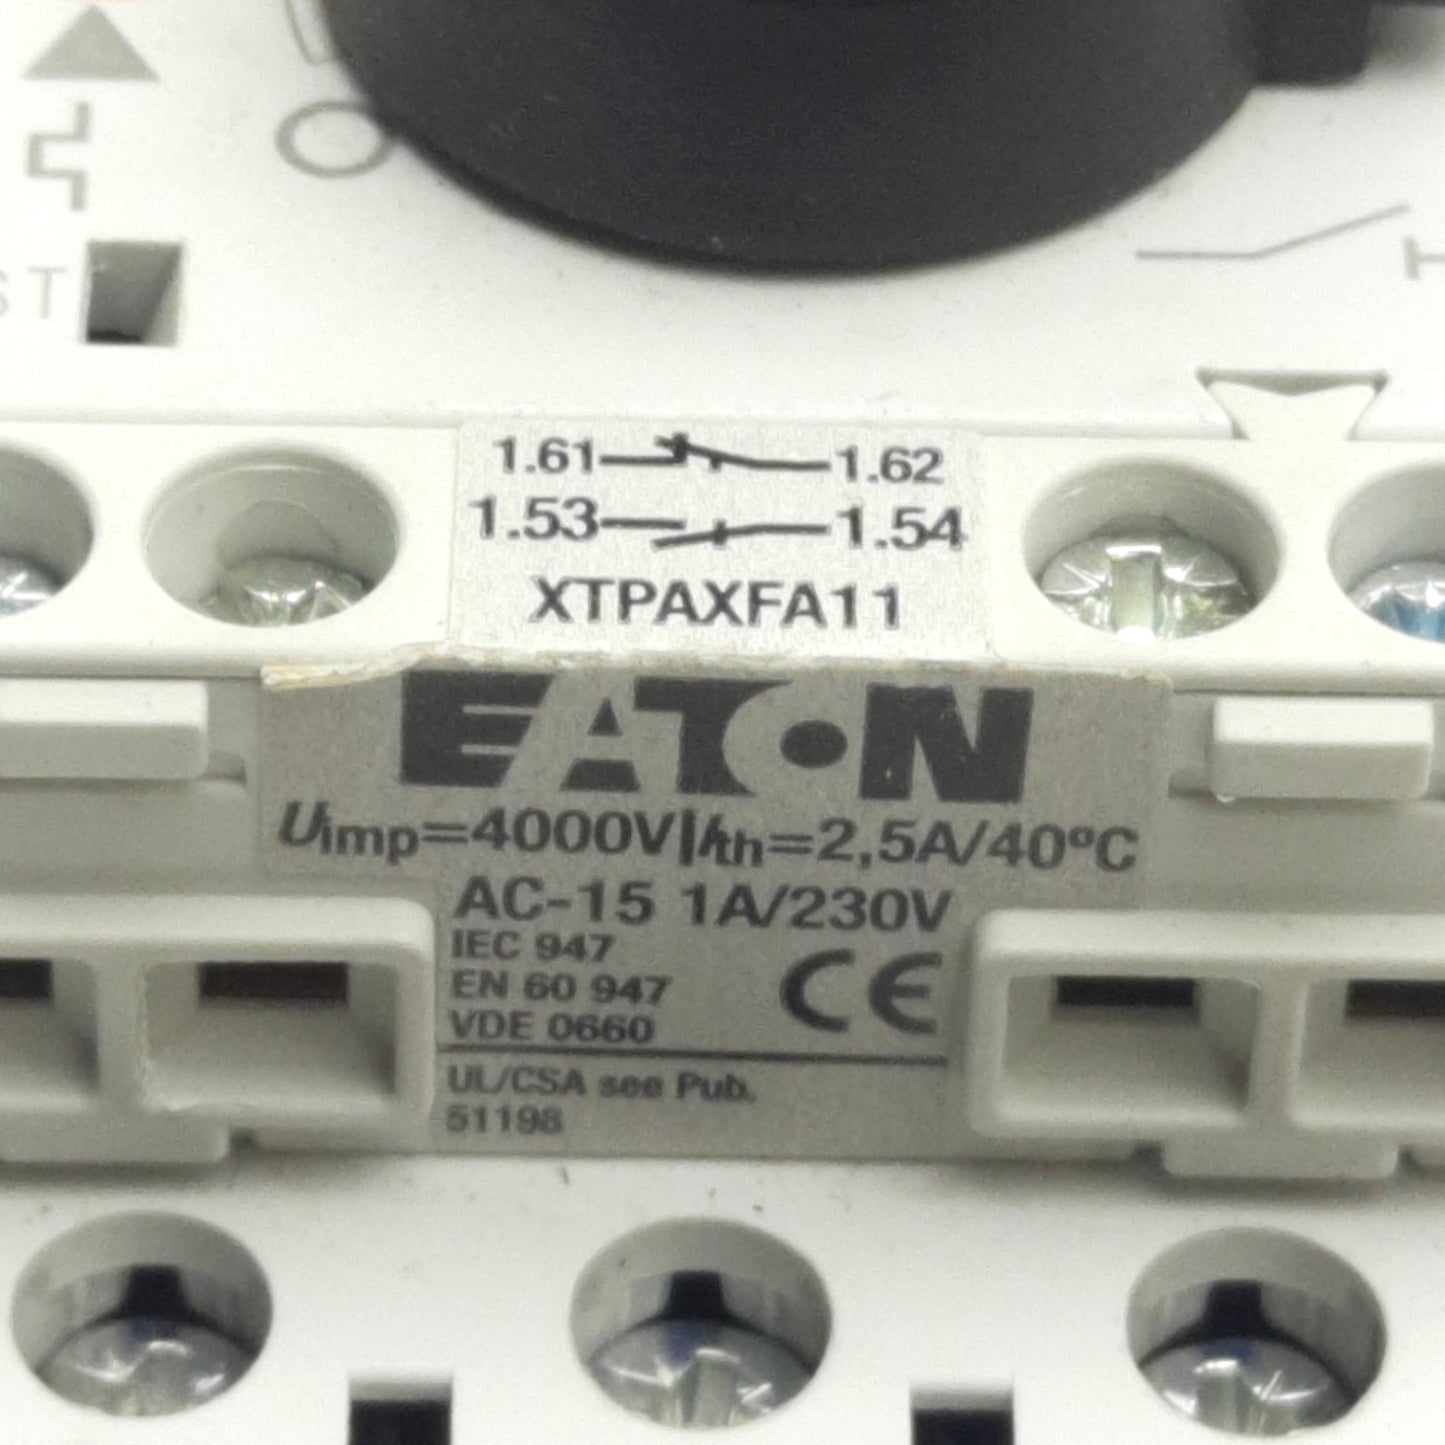 1.61 1.62
1.53 1.54
XTPAXFA11
EATON
Uimp=4000V|Ith=2,5A/40°C
AC-15 1A/230V
IEC 947
EN 60 947
VDE 0660
CE
UL/CSA see Pub.
51198